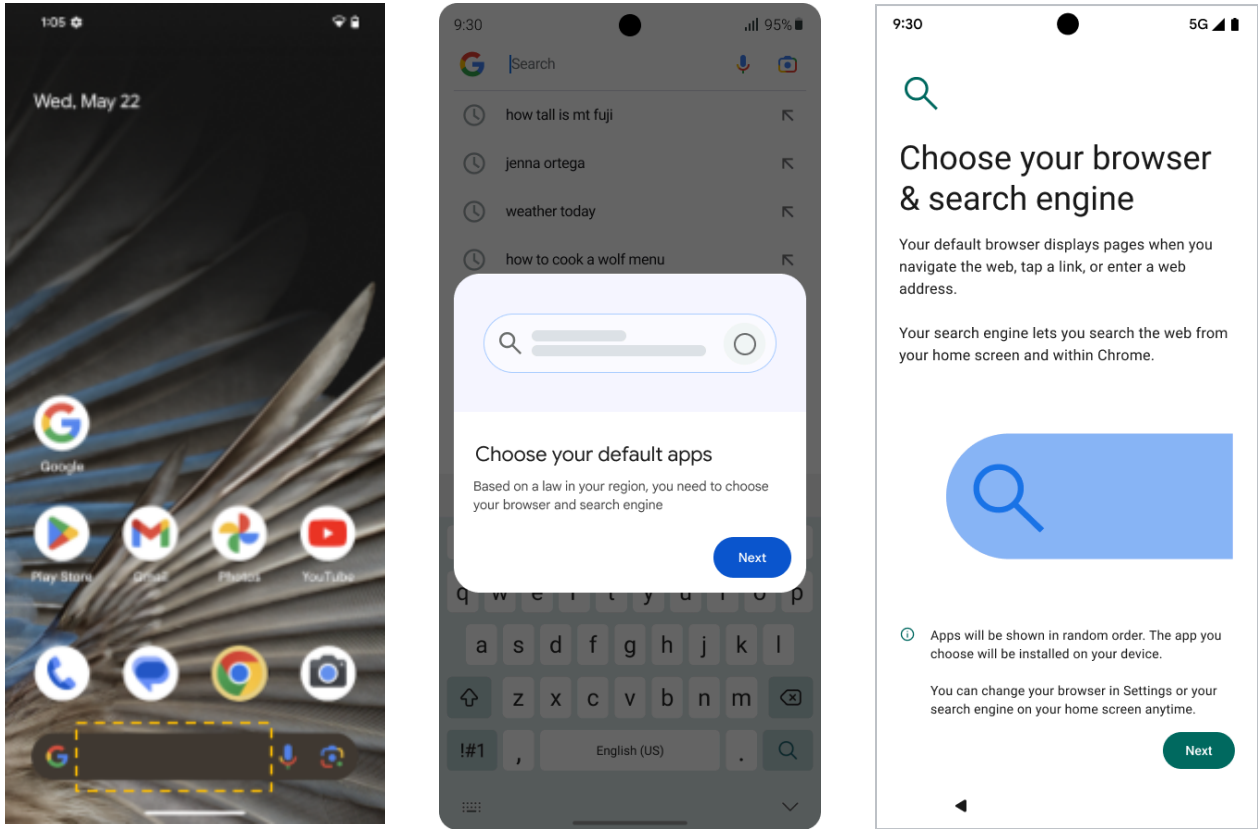 1:05
Wed, May 22
Google
Play Store
Gmail
Photos
YouTube
9:30
95%
Search
how tall is mt fuji
jenna ortega
weather today
how to cook a wolf menu
Choose your default apps
Based on a law in your region, you need to choose
your browser and search engine
Next
q w e r t y u i o p
a s d f g h j k l
z x c v b n m
!#1 , English (US) .
9:30
5G
Choose your browser
& search engine
Your default browser displays pages when you
navigate the web, tap a link, or enter a web
address.
Your search engine lets you search the web from
your home screen and within Chrome.
Apps will be shown in random order. The app you
choose will be installed on your device.
You can change your browser in Settings or your
search engine on your home screen anytime.
Next